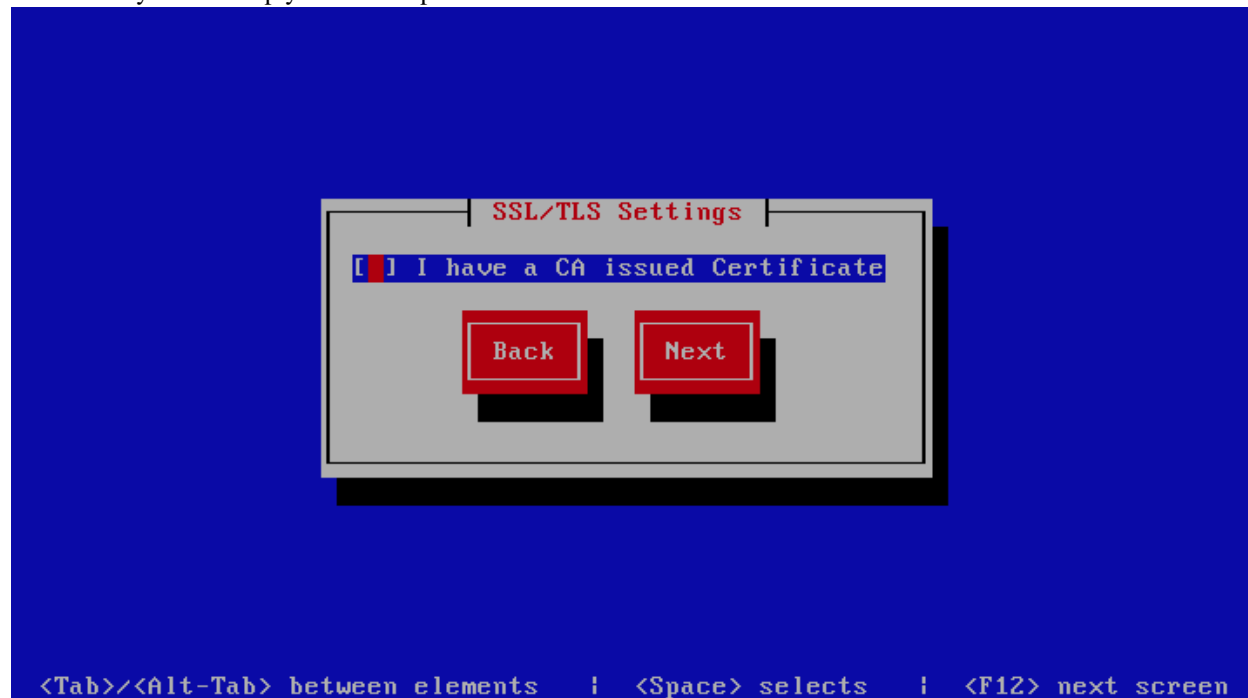 SSL/TLS Settings
[ ] I have a CA issued Certificate
Back Next
<Tab>/<Alt-Tab> between elements | <Space> selects | <F12> next screen